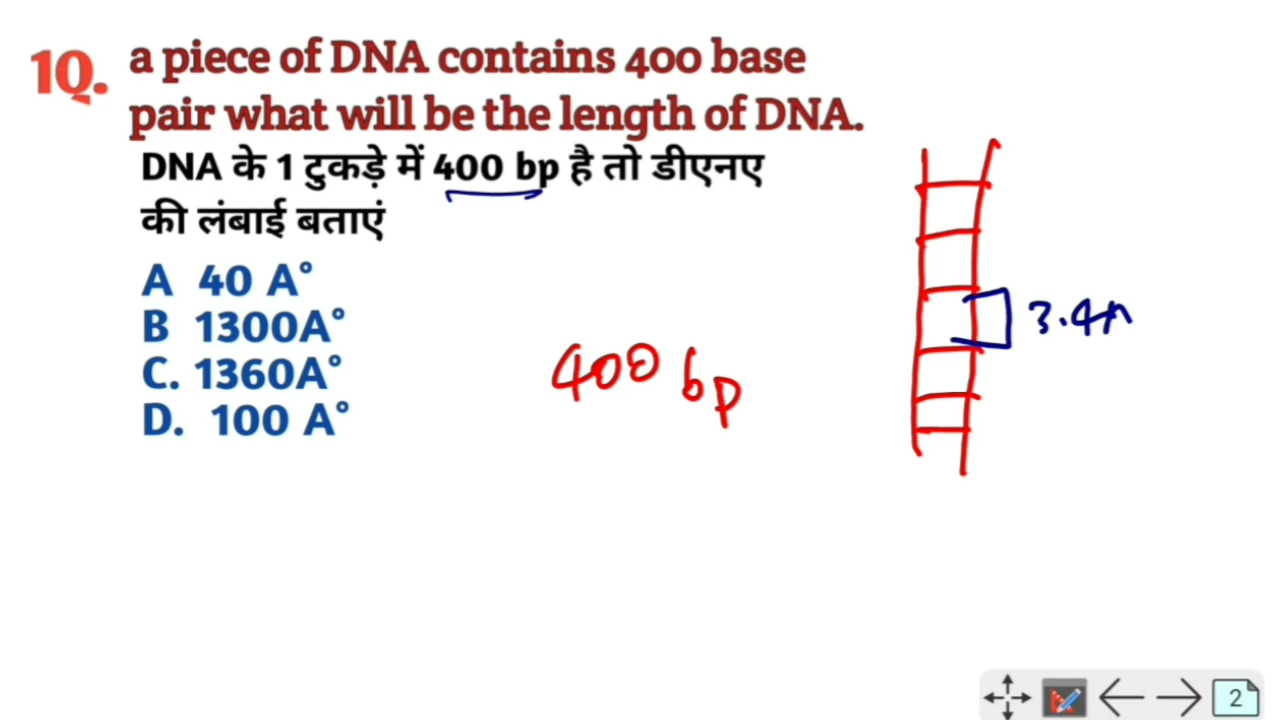 1Q. a piece of DNA contains 400 base
pair what will be the length of DNA.
DNA के 1 टुकड़े में 400 bp है तो डीएनए
की लंबाई बताएं
A 40 A°
B 1300A°
C. 1360A°
D. 100 A°
400 bp
3.4A
2